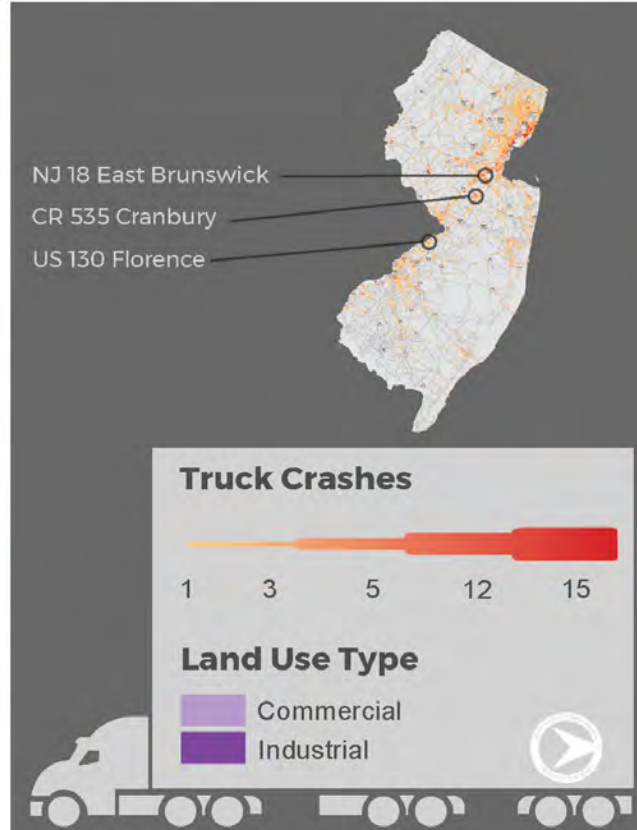 NJ 18 East Brunswick
CR 535 Cranbury
US 130 Florence
Truck Crashes
1 3 5 12 15
Land Use Type
Commercial
Industrial